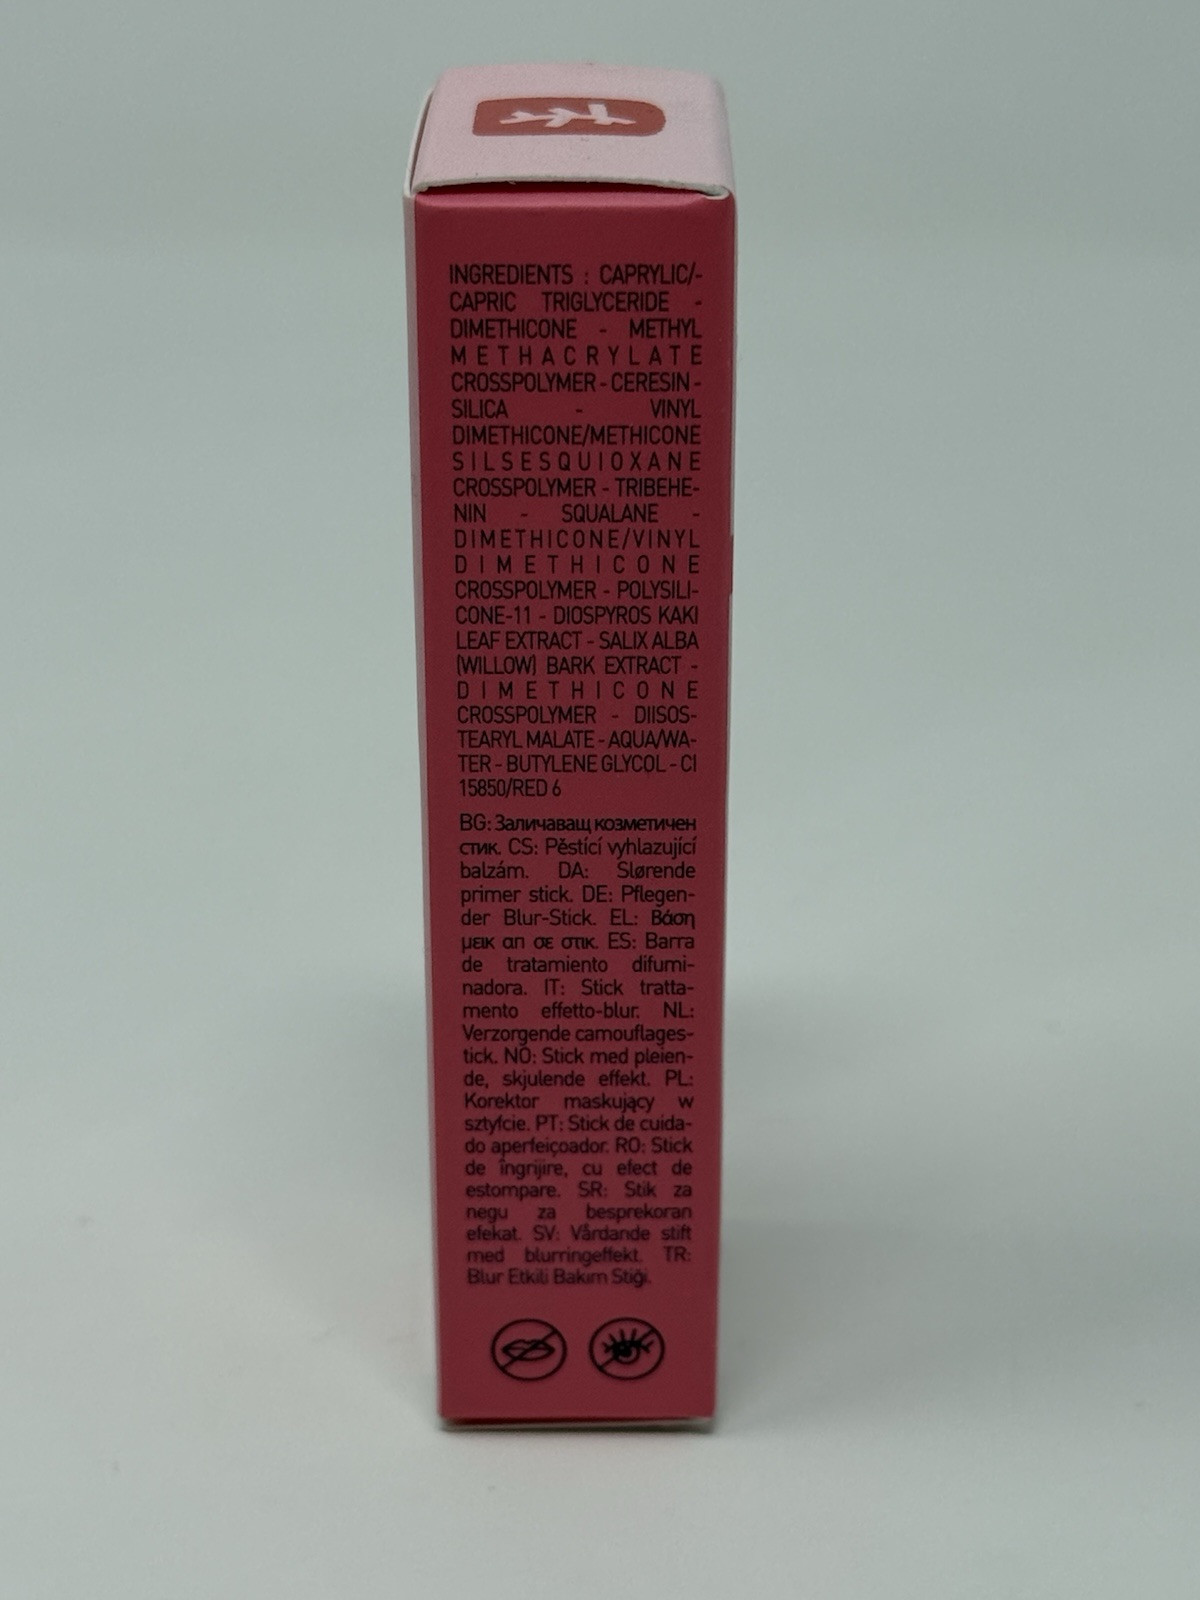 INGREDIENTS : CAPRYLIC/-
CAPRIC TRIGLYCERIDE -
DIMETHICONE - METHYL
METHACRYLATE
CROSSPOLYMER - CERESIN -
SILICA - VINYL
DIMETHICONE/METHICONE
SILSESQUIOXANE
CROSSPOLYMER - TRIBEHE-
NIN - SQUALANE -
DIMETHICONE/VINYL
DIMETHICONE
CROSSPOLYMER - POLYSILI-
CONE-11 - DIOSPYROS KAKI
LEAF EXTRACT - SALIX ALBA
(WILLOW) BARK EXTRACT -
DIMETHICONE
CROSSPOLYMER - DIISOS-
TEARYL MALATE - AQUA/WA-
TER - BUTYLENE GLYCOL - CI
15850/RED 6
BG: Заличаващ козметичен
стик. CS: Pěstící vyhlazující
balzám. DA: Slørende
primer stick. DE: Pflegen-
der Blur-Stick. EL: Βάση
μεικ απ σε στικ. ES: Barra
de tratamiento difumi-
nadora. IT: Stick tratta-
mento effetto-blur. NL:
Verzorgende camouflages-
tick. NO: Stick med pleien-
de, skjulende effekt. PL:
Korektor maskujący w
sztyfcie. PT: Stick de cuida-
do aperfeiçoador. RO: Stick
de îngrijire, cu efect de
estompare. SR: Stik za
negu za besprekoran
efekat. SV: Vårdande stift
med blurringeffekt. TR:
Blur Etkili Bakım Stiği.